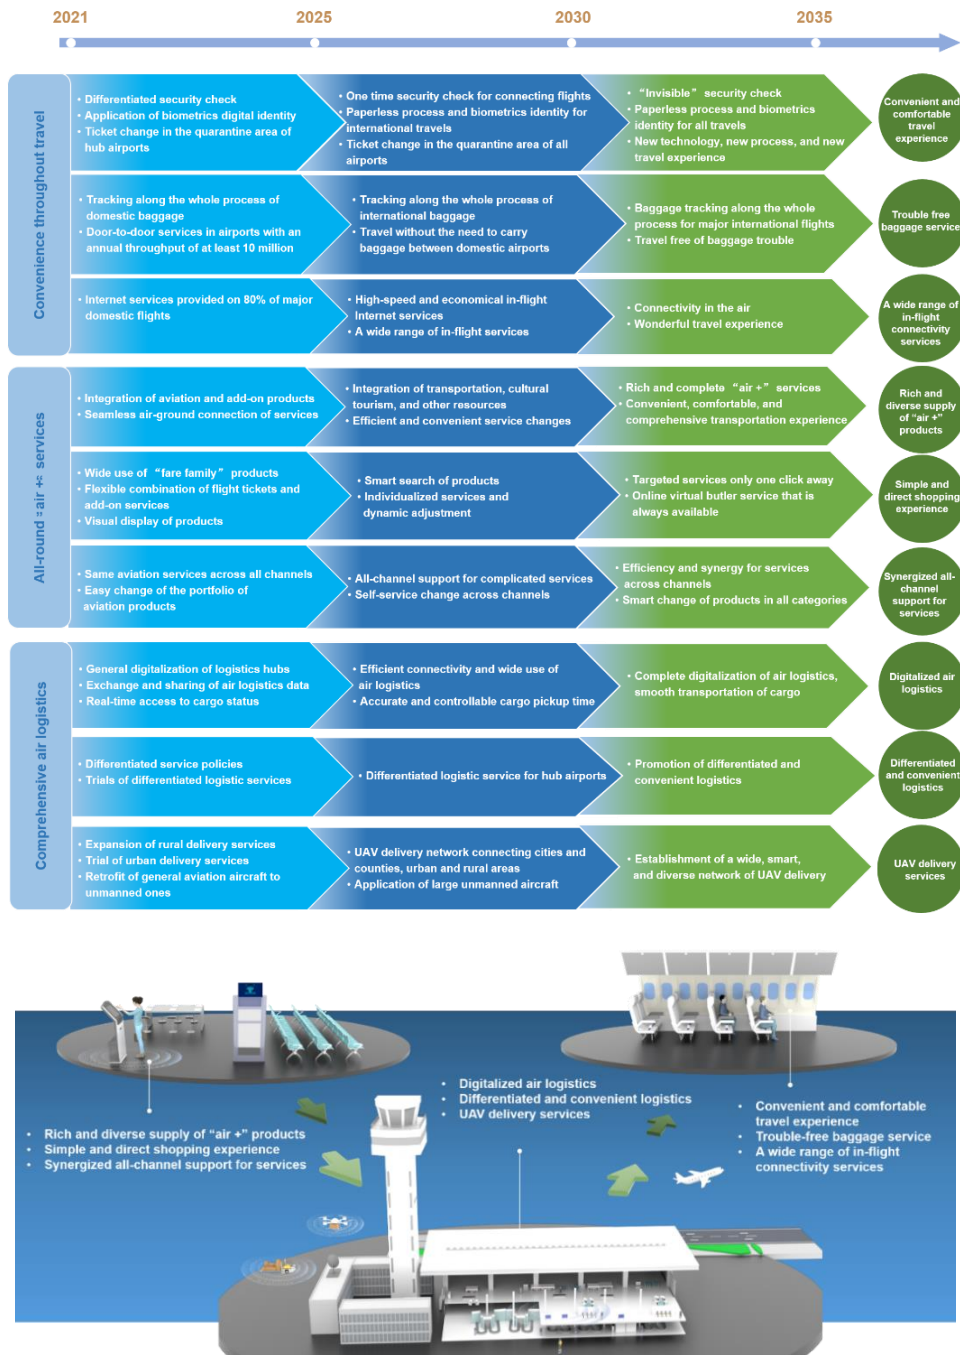 2021 2025 2030 2035
Convenience throughout travel
• Differentiated security check
• Application of biometrics digital identity
• Ticket change in the quarantine area of
hub airports
• One time security check for connecting flights
• Paperless process and biometrics identity for
international travels
• Ticket change in the quarantine area of all
airports
• “Invisible” security check
• Paperless process and biometrics
identity for all travels
• New technology, new process, and new
travel experience
Convenient and
comfortable
travel
experience
• Tracking along the whole process of
domestic baggage
• Door-to-door services in airports with an
annual throughput of at least 10 million
• Tracking along the whole process of
international baggage
• Travel without the need to carry
baggage between domestic airports
• Baggage tracking along the whole
process for major international flights
• Travel free of baggage trouble
Trouble free
baggage service
• Internet services provided on 80% of major
domestic flights
• High-speed and economical in-flight
Internet services
• A wide range of in-flight services
• Connectivity in the air
• Wonderful travel experience
A wide range of
in-flight
connectivity
services
All-round "air +" services
• Integration of aviation and add-on products
• Seamless air-ground connection of services
• Integration of transportation, cultural
tourism, and other resources
• Efficient and convenient service changes
• Rich and complete “air +” services
• Convenient, comfortable, and
comprehensive transportation experience
Rich and
diverse supply
of “air +”
products
• Wide use of “fare family” products
• Flexible combination of flight tickets and
add-on services
• Visual display of products
• Smart search of products
• Individualized services and
dynamic adjustment
• Targeted services only one click away
• Online virtual butler service that is
always available
Simple and
direct shopping
experience
• Same aviation services across all channels
• Easy change of the portfolio of
aviation products
• All-channel support for complicated services
• Self-service change across channels
• Efficiency and synergy for services
across channels
• Smart change of products in all categories
Synergized all-
channel
support for
services
Comprehensive air logistics
• General digitalization of logistics hubs
• Exchange and sharing of air logistics data
• Real-time access to cargo status
• Efficient connectivity and wide use of
air logistics
• Accurate and controllable cargo pickup time
• Complete digitalization of air logistics,
smooth transportation of cargo
Digitalized air
logistics
• Differentiated service policies
• Trials of differentiated logistic services
• Differentiated logistic service for hub airports
• Promotion of differentiated and
convenient logistics
Differentiated
and convenient
logistics
• Expansion of rural delivery services
• Trial of urban delivery services
• Retrofit of general aviation aircraft to
unmanned ones
• UAV delivery network connecting cities and
counties, urban and rural areas
• Application of large unmanned aircraft
• Establishment of a wide, smart,
and diverse network of UAV delivery
UAV delivery
services
• Rich and diverse supply of “air +” products
• Simple and direct shopping experience
• Synergized all-channel support for services
• Digitalized air logistics
• Differentiated and convenient logistics
• UAV delivery services
• Convenient and comfortable
travel experience
• Trouble-free baggage service
• A wide range of in-flight
connectivity services